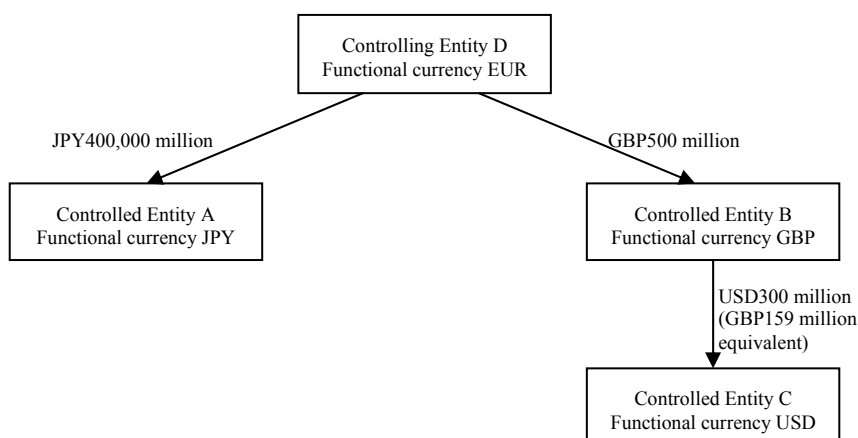 Controlling Entity D
Functional currency EUR
JPY400,000 million
GBP500 million
Controlled Entity A
Functional currency JPY
Controlled Entity B
Functional currency GBP
USD300 million
(GBP159 million
equivalent)
Controlled Entity C
Functional currency USD